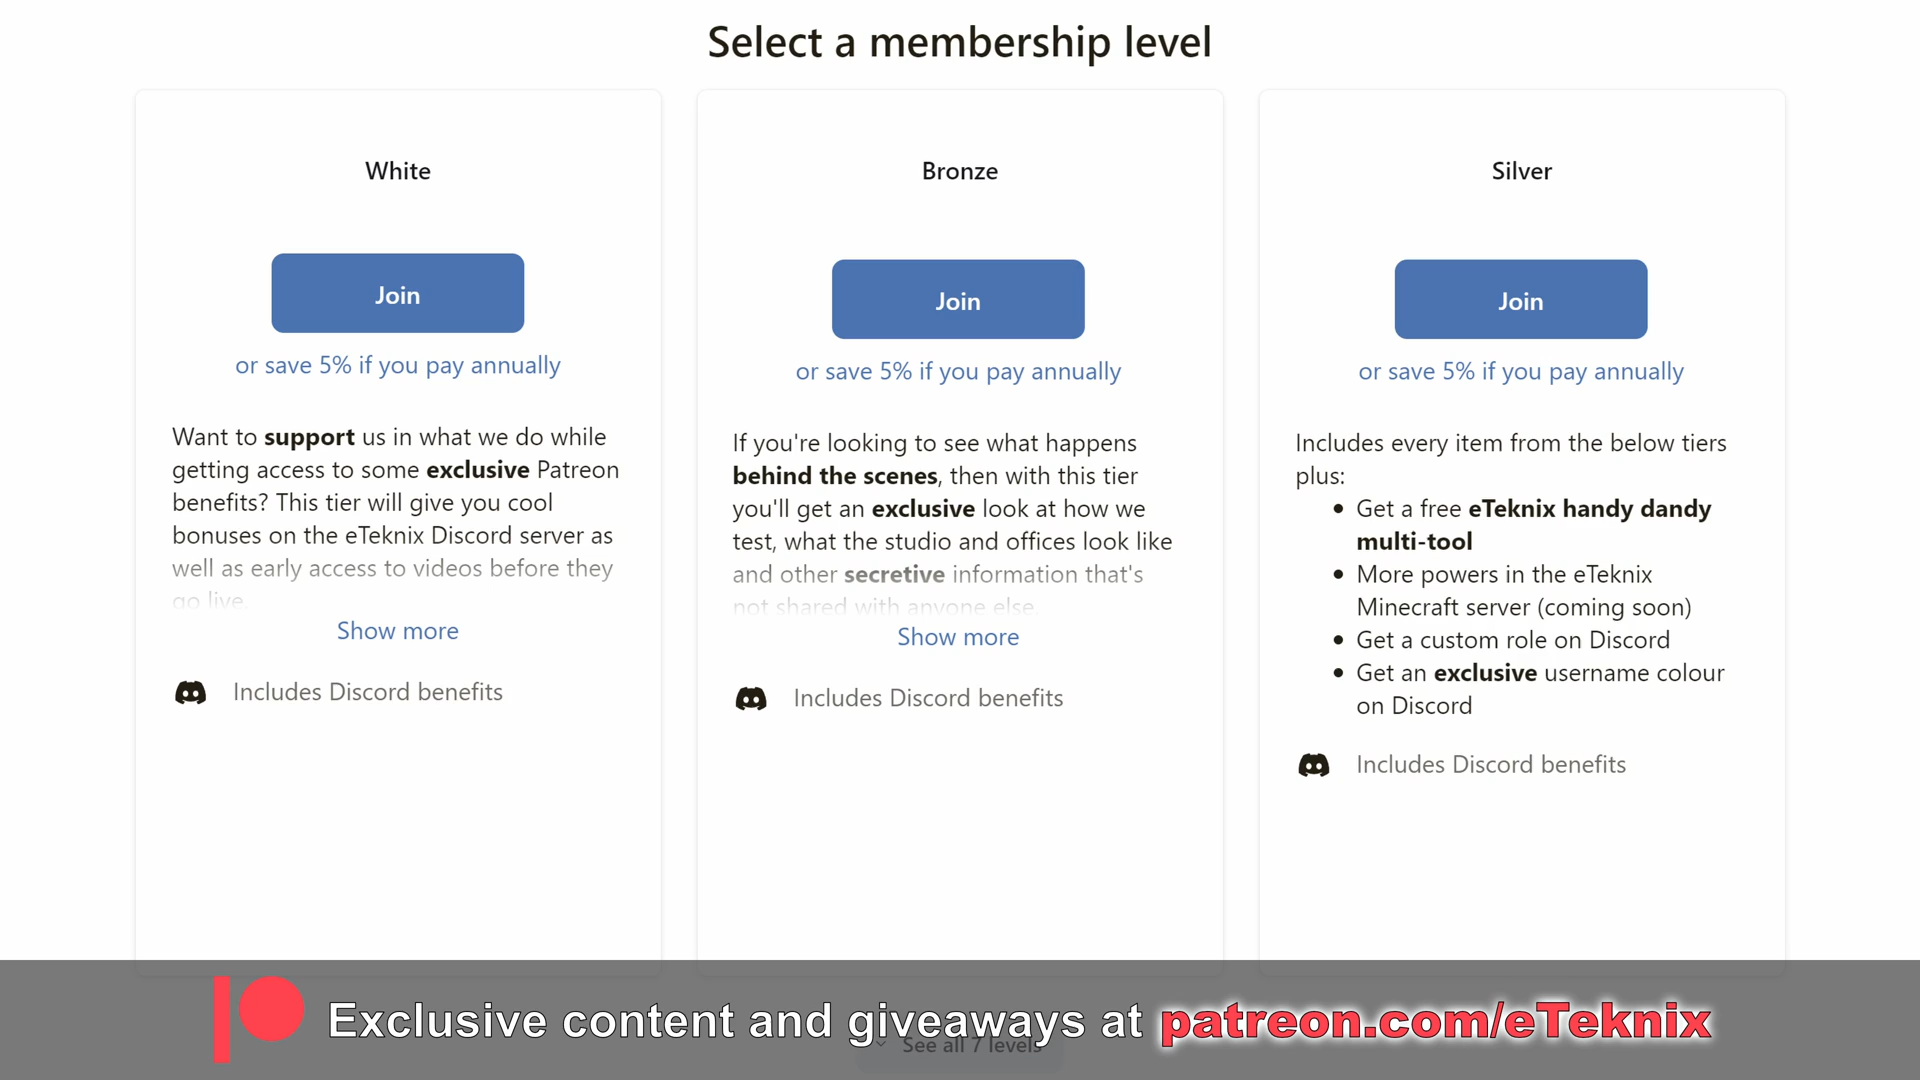 Select a membership level
White
Join
or save 5% if you pay annually
Want to support us in what we do while
getting access to some exclusive Patreon
benefits? This tier will give you cool
bonuses on the eTeknix Discord server as
well as early access to videos before they
go live.
Show more
Includes Discord benefits
Bronze
Join
or save 5% if you pay annually
If you're looking to see what happens
behind the scenes, then with this tier
you'll get an exclusive look at how we
test, what the studio and offices look like
and other secretive information that's
not shared with anyone else.
Show more
Includes Discord benefits
Silver
Join
or save 5% if you pay annually
Includes every item from the below tiers
plus:
• Get a free eTeknix handy dandy
multi-tool
• More powers in the eTeknix
Minecraft server (coming soon)
• Get a custom role on Discord
• Get an exclusive username colour
on Discord
Includes Discord benefits
Exclusive content and giveaways at patreon.com/eTeknix
See all 7 levels